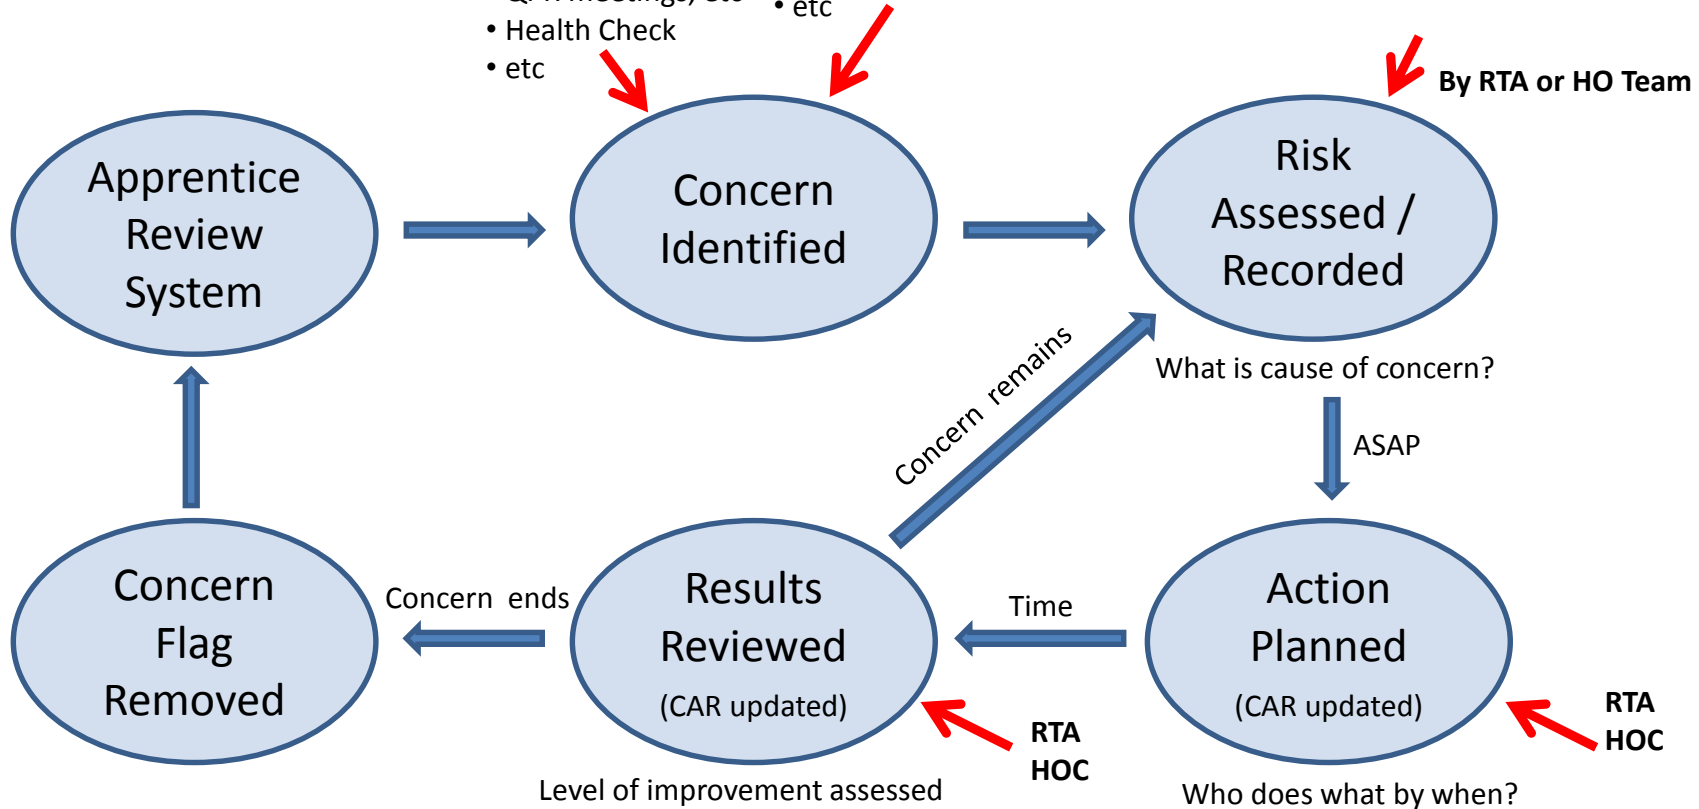 meetings, etc
• etc
• Health Check
• etc
By RTA or HO Team
Apprentice
Review
System
Concern
Identified
Risk
Assessed /
Recorded
What is cause of concern?
Concern remains
ASAP
Concern
Flag
Removed
Concern ends
Results
Reviewed
(CAR updated)
Time
Action
Planned
(CAR updated)
RTA
HOC
RTA
HOC
Level of improvement assessed
Who does what by when?